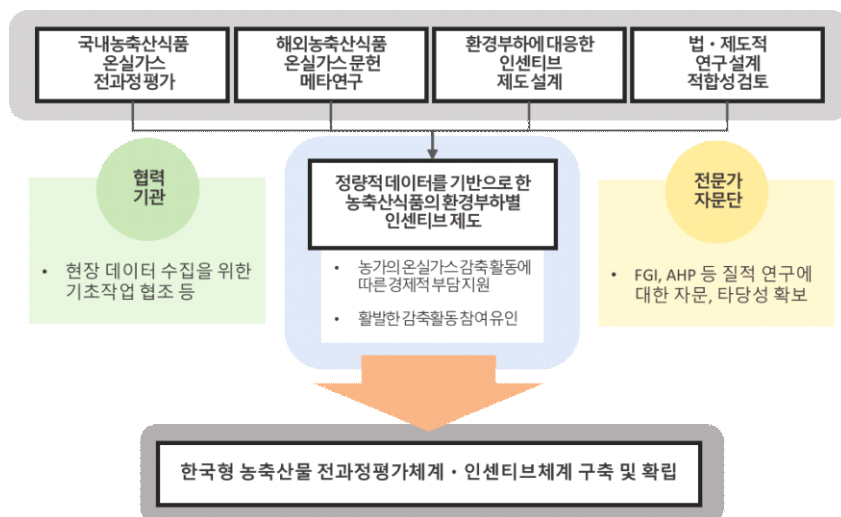 국내농축산식품
온실가스
전과정평가
해외농축산식품
온실가스 문헌
메타연구
환경부하에 대응한
인센티브
제도 설계
법・제도적
연구설계
적합성 검토
협력
기관
• 현장 데이터 수집을 위한
기초작업 협조 등
정량적 데이터를 기반으로 한
농축산식품의 환경부하별
인센티브 제도
• 농가의 온실가스 감축 활동에
따른 경제적 부담 지원
• 활발한 감축활동 참여 유인
전문가
자문단
• FGI, AHP 등 질적 연구에
대한 자문, 타당성 확보
한국형 농축산물 전과정평가체계・인센티브체계 구축 및 확립